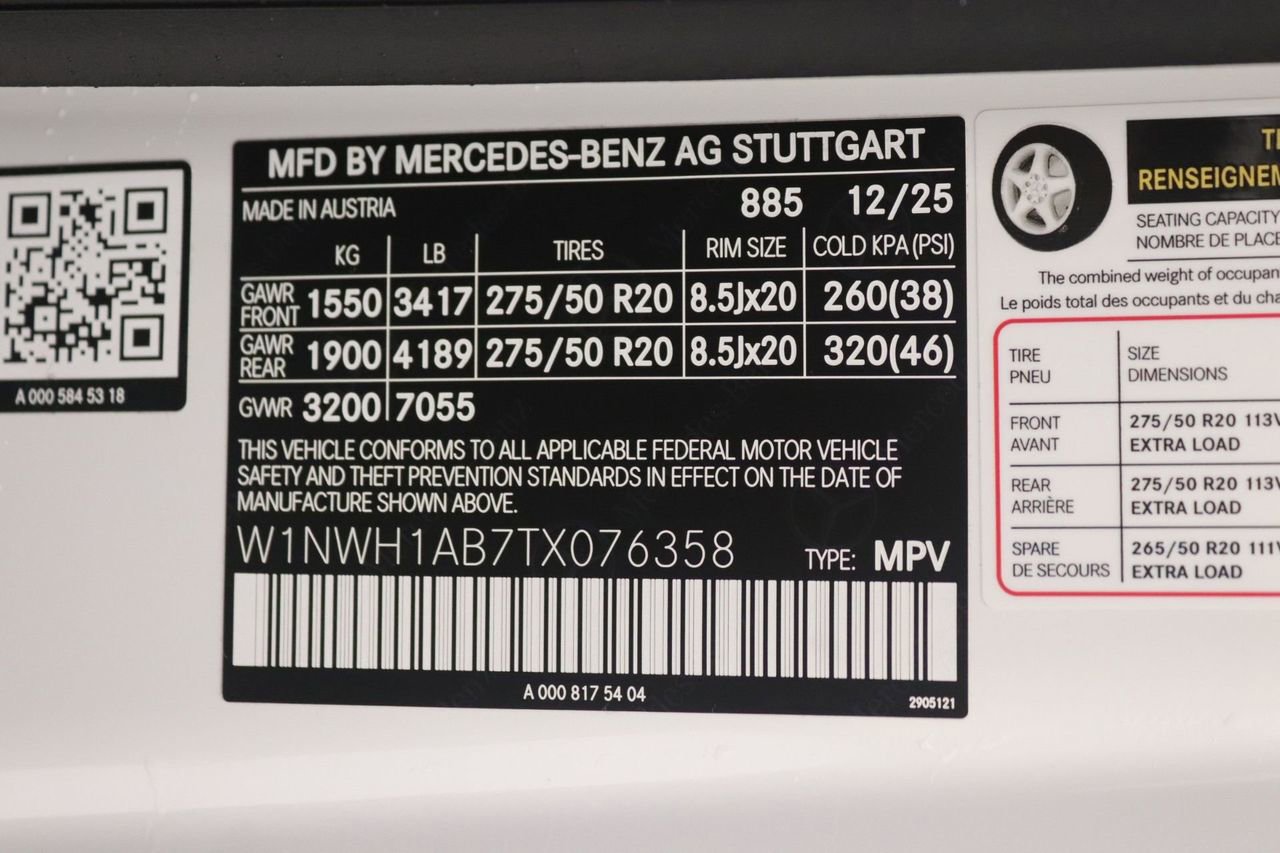 MFD BY MERCEDES-BENZ AG STUTTGART
MADE IN AUSTRIA 885 12/25
KG LB TIRES RIM SIZE COLD KPA (PSI)
GAWR FRONT 1550 3417 275/50 R20 8.5Jx20 260(38)
GAWR REAR 1900 4189 275/50 R20 8.5Jx20 320(46)
GVWR 3200 7055
THIS VEHICLE CONFORMS TO ALL APPLICABLE FEDERAL MOTOR VEHICLE
SAFETY AND THEFT PREVENTION STANDARDS IN EFFECT ON THE DATE OF
MANUFACTURE SHOWN ABOVE.
W1NWH1AB7TX076358 TYPE: MPV
A 000 817 54 04
2905121
A 000 584 53 18
SEATING CAPACITY
NOMBRE DE PLACE
The combined weight of
Le poids total des occupants et du
TIRE
PNEU
SIZE
DIMENSIONS
FRONT
AVANT
275/50 R20 113V
EXTRA LOAD
REAR
ARRIÈRE
275/50 R20 113V
EXTRA LOAD
SPARE
DE SECOURS
265/50 R20 111V
EXTRA LOAD